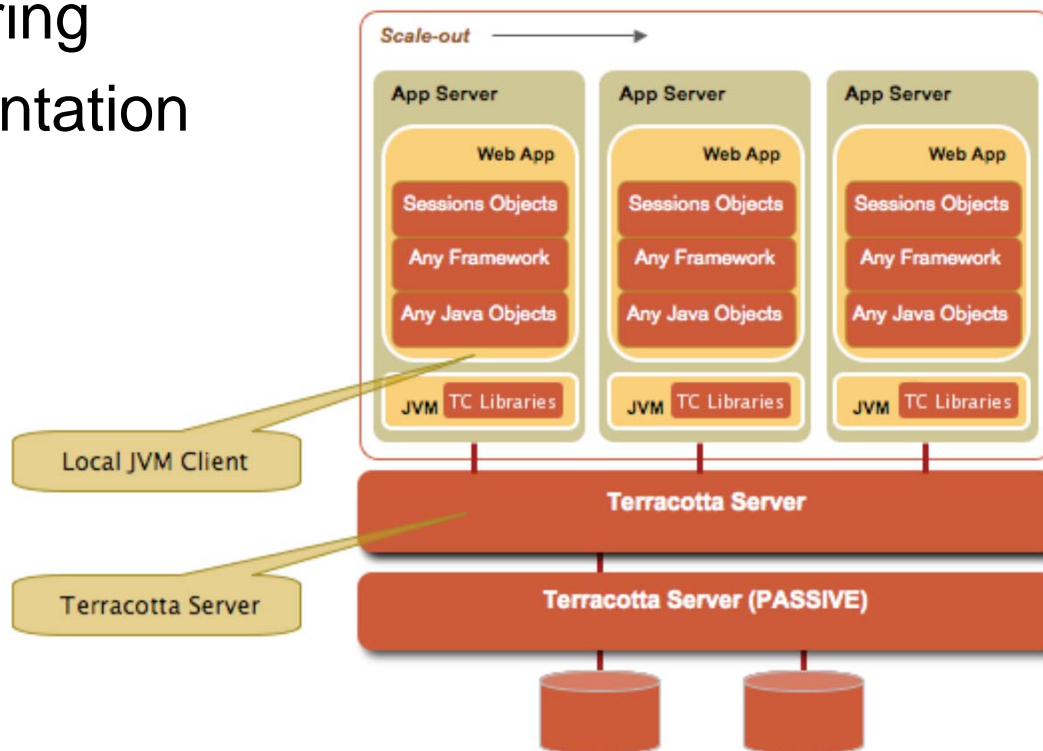 ring
ntation
Scale-out
App Server
Web App
Sessions Objects
Any Framework
Any Java Objects
JVM TC Libraries
App Server
Web App
Sessions Objects
Any Framework
Any Java Objects
JVM TC Libraries
App Server
Web App
Sessions Objects
Any Framework
Any Java Objects
JVM TC Libraries
Local JVM Client
Terracotta Server
Terracotta Server
Terracotta Server (PASSIVE)